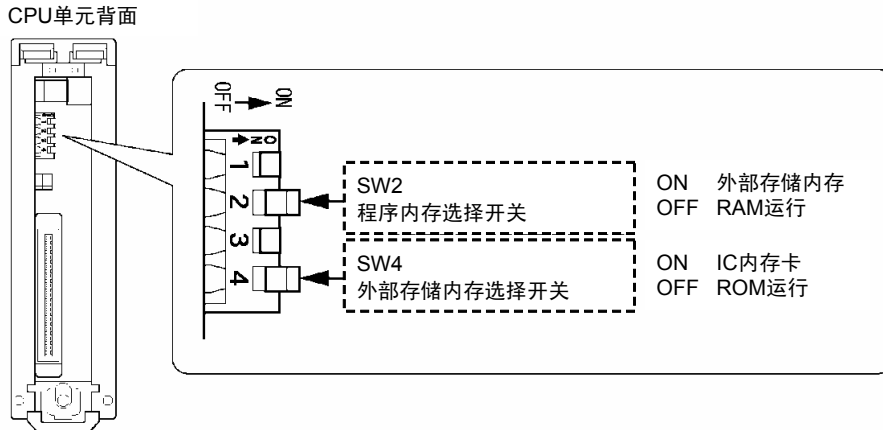 CPU单元背面
OFF → ON
ON
1
2
3
4
SW2
程序内存选择开关
ON 外部存储内存
OFF RAM运行
SW4
外部存储内存选择开关
ON IC内存卡
OFF ROM运行